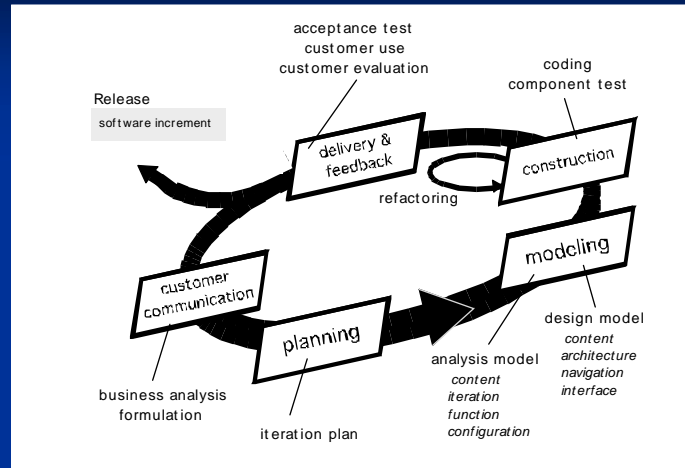 acceptance test
customer use
customer evaluation
coding
component test
Release
software increment
delivery &
feedback
construction
refactoring
modeling
customer
communication
planning
design model
content
architecture
navigation
interface
analysis model
content
iteration
function
configuration
business analysis
formulation
iteration plan